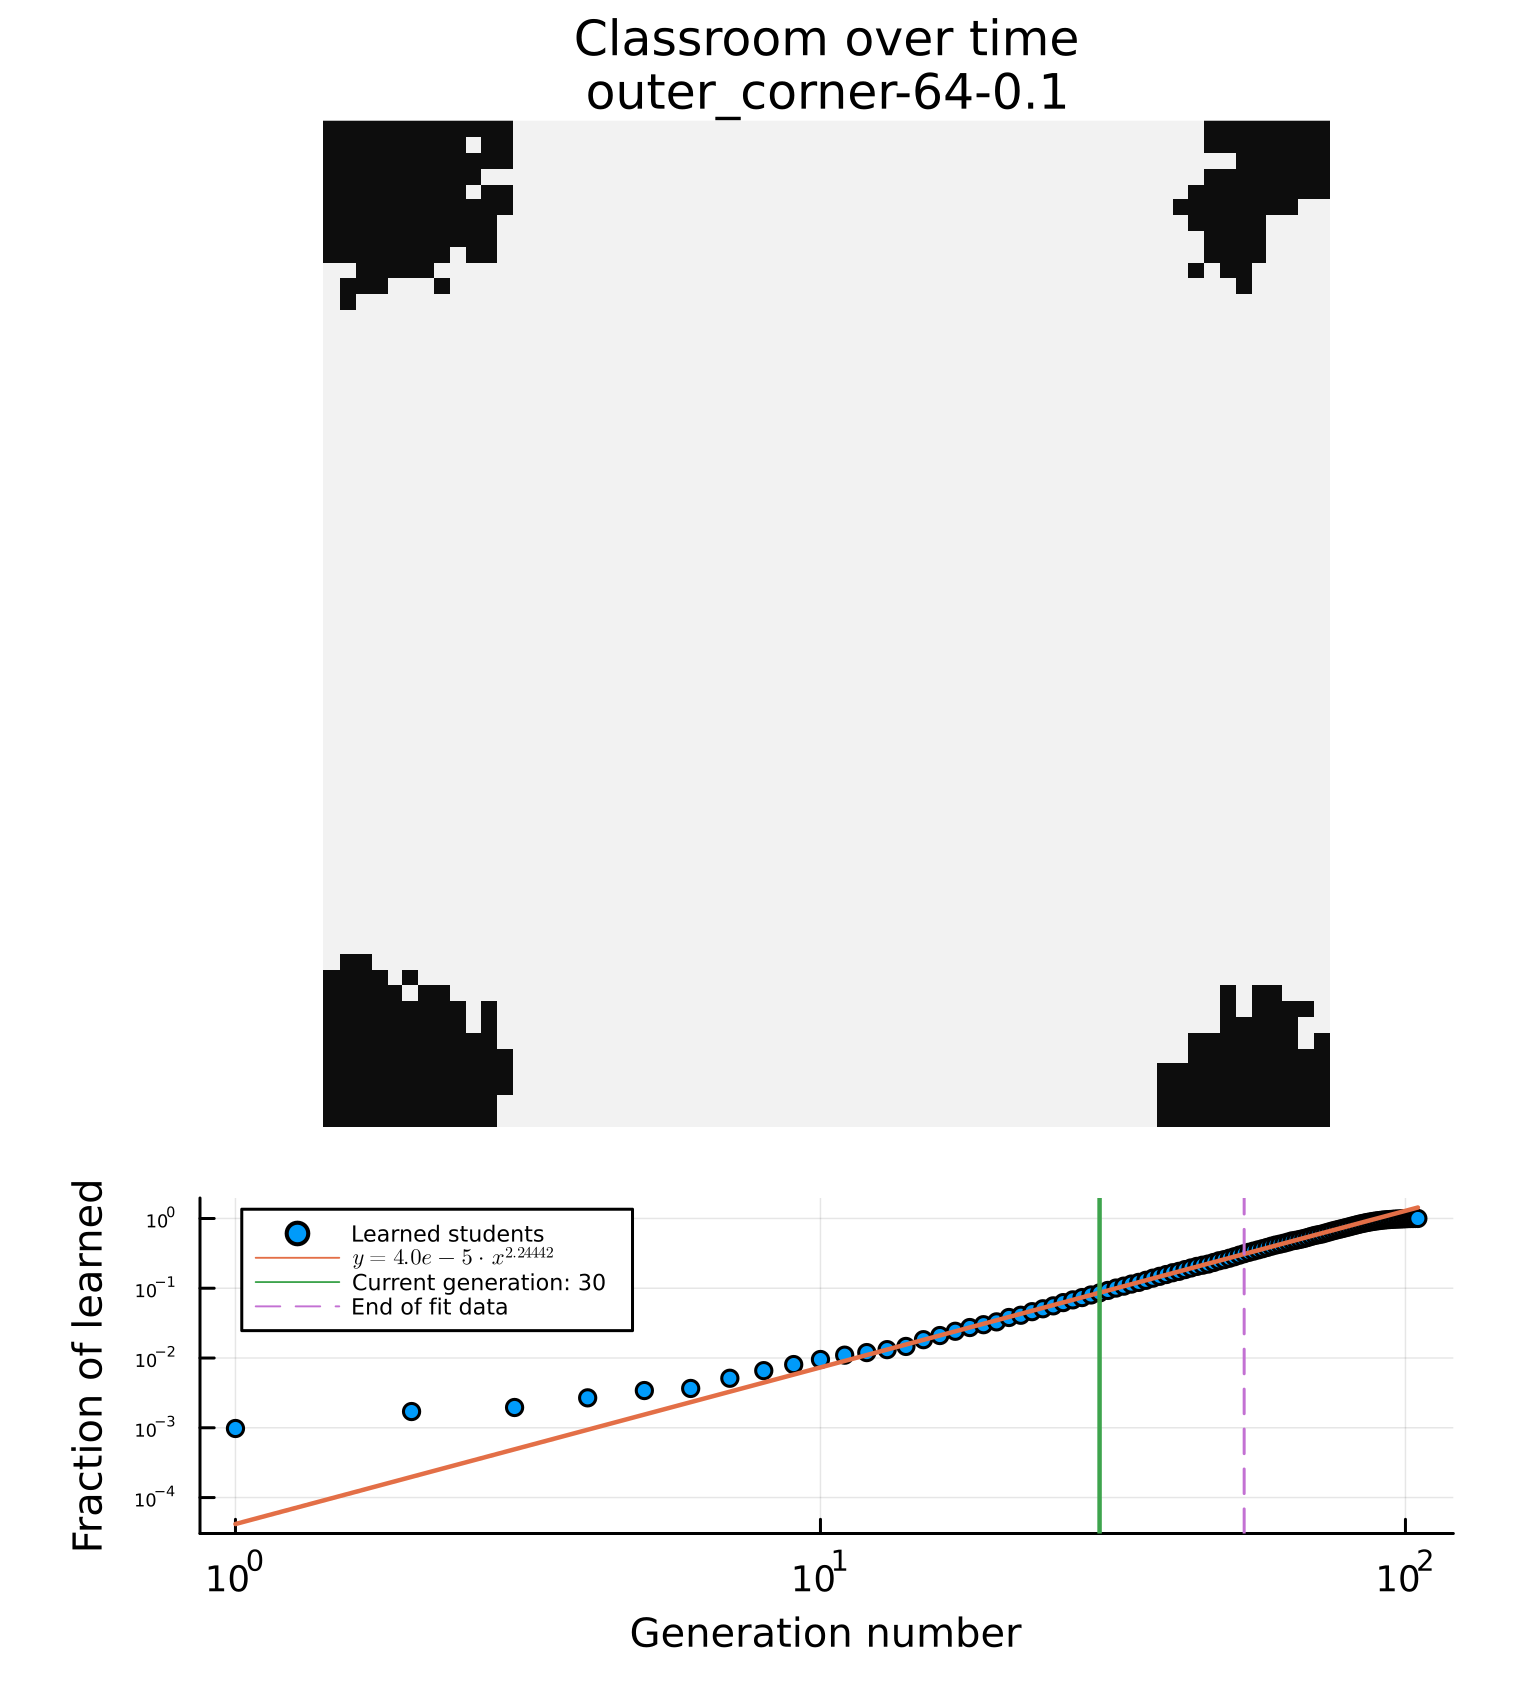 Classroom over time
outer_corner-64-0.1
Fraction of learned
10⁰
10⁻¹
10⁻²
10⁻³
10⁻⁴
Learned students
y = 4.0e − 5 · x^2.24442
Current generation: 30
End of fit data
10⁰ 10¹ 10²
Generation number